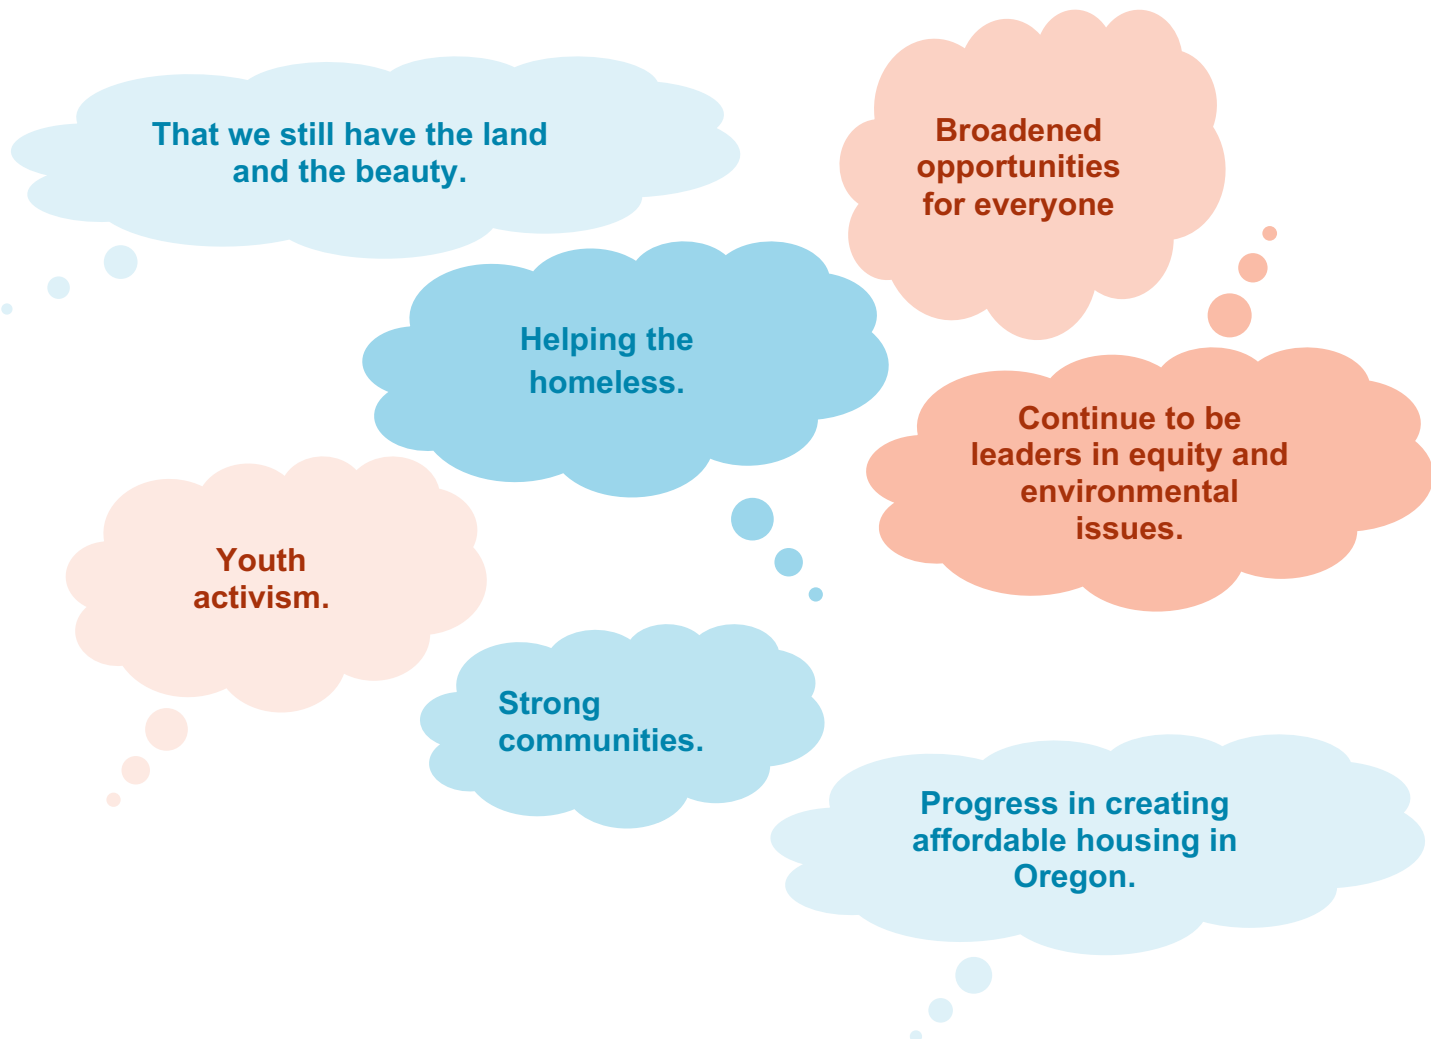 That we still have the land
and the beauty.
Broadened
opportunities
for everyone
Helping the
homeless.
Continue to be
leaders in equity and
environmental
issues.
Youth
activism.
Strong
communities.
Progress in creating
affordable housing in
Oregon.